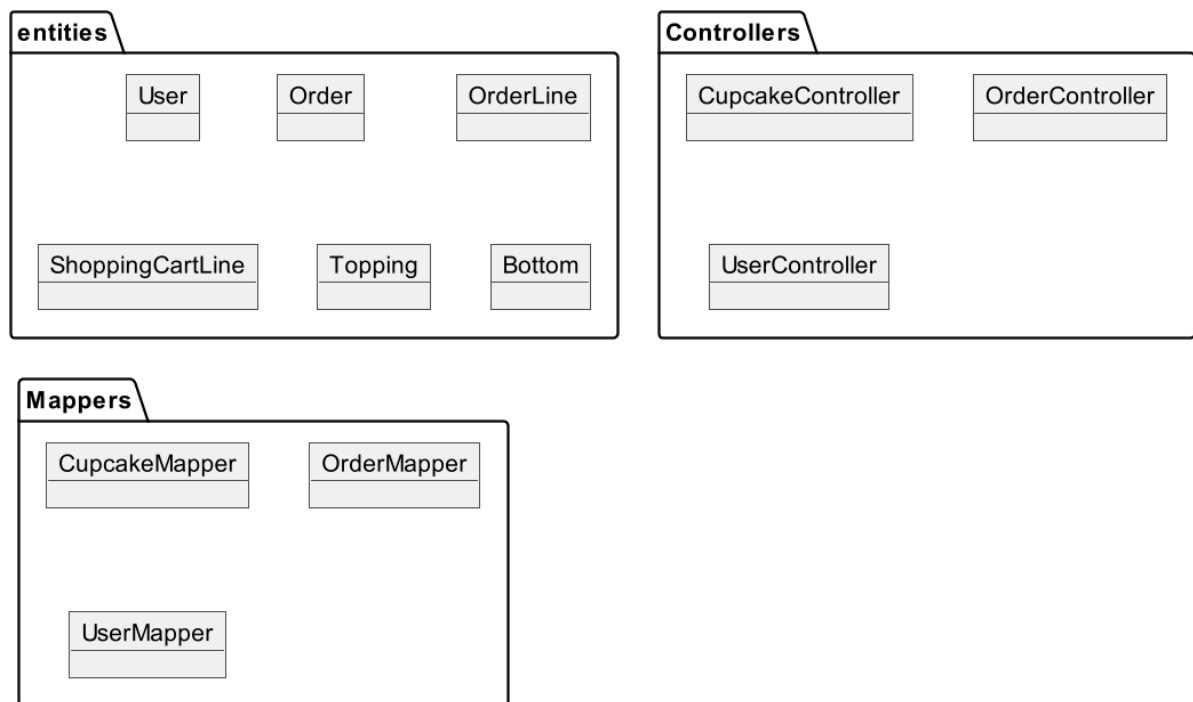 entities
User
Order
OrderLine
ShoppingCartLine
Topping
Bottom
Controllers
CupcakeController
OrderController
UserController
Mappers
CupcakeMapper
OrderMapper
UserMapper